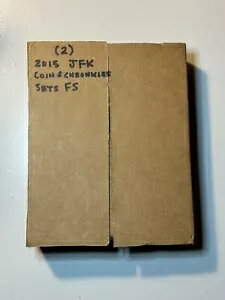 (2)
2015 JFK
COIN & CHRONICLES
SETS FS